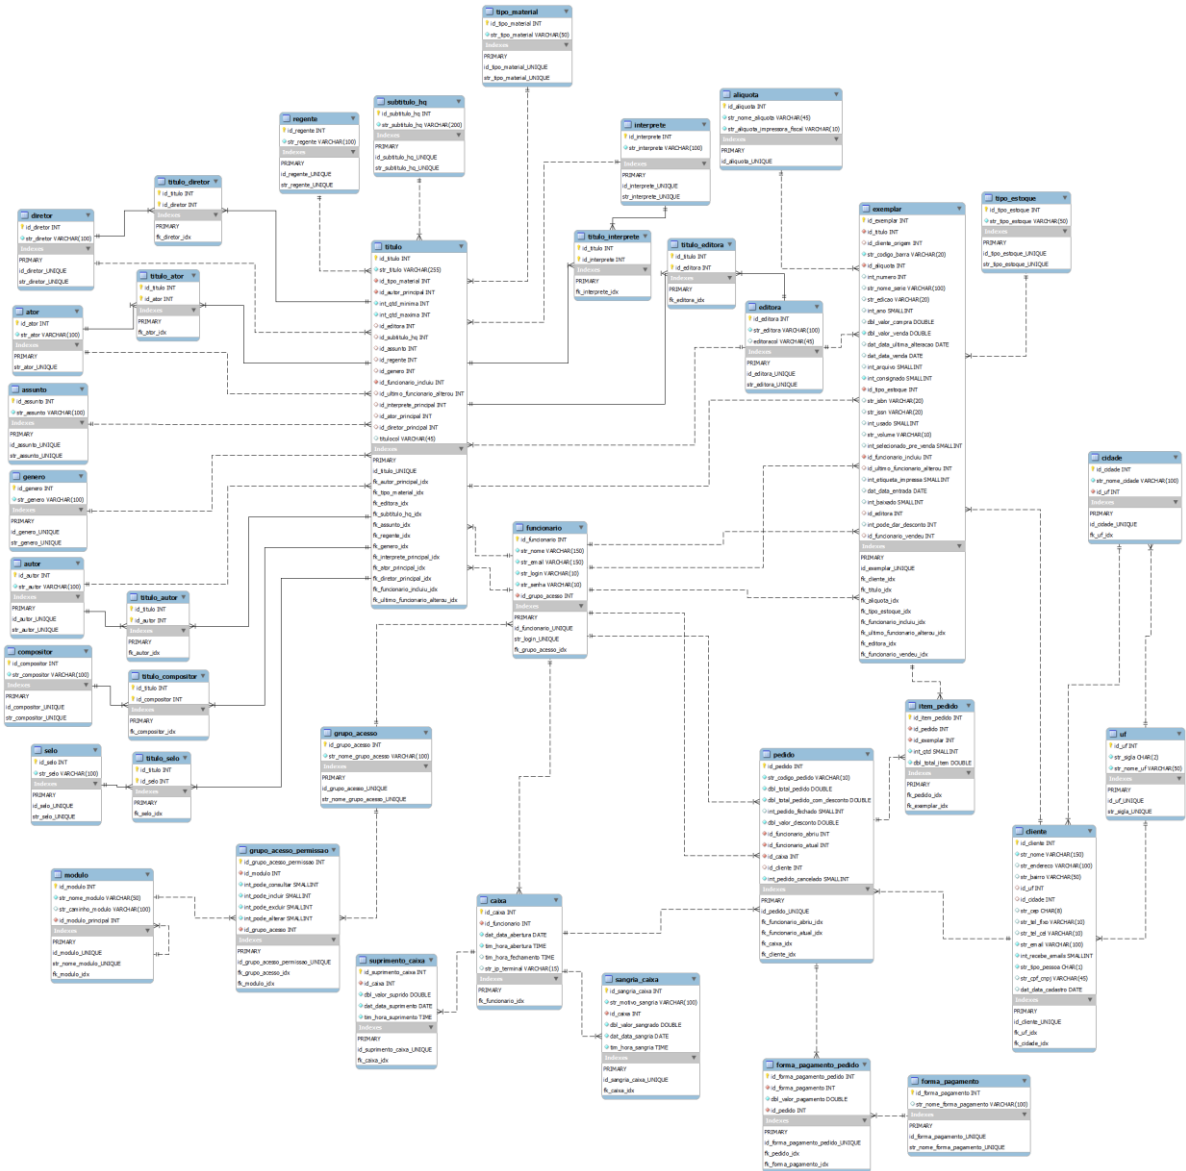 tipo_material
id_tipo_material INT
str_tipo_material VARCHAR(50)
Indexes
PRIMARY
id_tipo_material_UNIQUE
str_tipo_material_UNIQUE
subtitulo_hq
id_subtitulo_hq INT
str_subtitulo_hq VARCHAR(200)
Indexes
PRIMARY
id_subtitulo_hq_UNIQUE
str_subtitulo_hq_UNIQUE
regente
id_regente INT
str_regente VARCHAR(100)
Indexes
PRIMARY
id_regente_UNIQUE
str_regente_UNIQUE
aliquota
id_aliquota INT
str_nome_aliquota VARCHAR(45)
str_aliquota_impressora_fiscal VARCHAR(10)
Indexes
PRIMARY
id_aliquota_UNIQUE
interprete
id_interprete INT
str_interprete VARCHAR(100)
Indexes
PRIMARY
id_interprete_UNIQUE
str_interprete_UNIQUE
titulo_diretor
id_titulo INT
id_diretor INT
Indexes
PRIMARY
fk_diretor_idx
diretor
id_diretor INT
str_diretor VARCHAR(100)
Indexes
PRIMARY
id_diretor_UNIQUE
str_diretor_UNIQUE
titulo_ator
id_titulo INT
id_ator INT
Indexes
PRIMARY
fk_ator_idx
ator
id_ator INT
str_ator VARCHAR(100)
Indexes
PRIMARY
str_ator_UNIQUE
assunto
id_assunto INT
str_assunto VARCHAR(100)
Indexes
PRIMARY
id_assunto_UNIQUE
str_assunto_UNIQUE
genero
id_genero INT
str_genero VARCHAR(100)
Indexes
PRIMARY
id_genero_UNIQUE
str_genero_UNIQUE
autor
id_autor INT
str_autor VARCHAR(100)
Indexes
PRIMARY
id_autor_UNIQUE
str_autor_UNIQUE
titulo_autor
id_titulo INT
id_autor INT
Indexes
PRIMARY
fk_autor_idx
compositor
id_compositor INT
str_compositor VARCHAR(100)
Indexes
PRIMARY
id_compositor_UNIQUE
str_compositor_UNIQUE
titulo_compositor
id_titulo INT
id_compositor INT
Indexes
PRIMARY
fk_compositor_idx
selo
id_selo INT
str_selo VARCHAR(100)
Indexes
PRIMARY
id_selo_UNIQUE
str_selo_UNIQUE
titulo_selo
id_titulo INT
id_selo INT
Indexes
PRIMARY
fk_selo_idx
titulo
id_titulo INT
str_titulo VARCHAR(255)
id_tipo_material INT
id_autor_principal INT
int_qtd_minima INT
int_qtd_maxima INT
id_editora INT
id_subtitulo_hq INT
id_assunto INT
id_regente INT
id_genero INT
id_funcionario_incluiu INT
id_ultimo_funcionario_alterou INT
id_interprete_principal INT
id_ator_principal INT
id_diretor_principal INT
titulocol VARCHAR(45)
Indexes
PRIMARY
id_titulo_UNIQUE
fk_autor_principal_idx
fk_tipo_material_idx
fk_editora_idx
fk_subtitulo_hq_idx
fk_assunto_idx
fk_regente_idx
fk_genero_idx
fk_interprete_principal_idx
fk_ator_principal_idx
fk_diretor_principal_idx
fk_funcionario_incluiu_idx
fk_ultimo_funcionario_alterou_idx
titulo_interprete
id_titulo INT
id_interprete INT
Indexes
PRIMARY
fk_interprete_idx
titulo_editora
id_titulo INT
id_editora INT
Indexes
PRIMARY
fk_editora_idx
editora
id_editora INT
str_editora VARCHAR(100)
editoracol VARCHAR(45)
Indexes
PRIMARY
id_editora_UNIQUE
str_editora_UNIQUE
exemplar
id_exemplar INT
id_titulo INT
id_cliente_origem INT
str_codigo_barra VARCHAR(20)
id_aliquota INT
int_numero INT
str_nome_serie VARCHAR(100)
str_edicao VARCHAR(20)
int_ano SMALLINT
dbl_valor_compra DOUBLE
dbl_valor_venda DOUBLE
dat_data_ultima_alteracao DATE
dat_data_venda DATE
int_arquivo SMALLINT
int_consignado SMALLINT
id_tipo_estoque INT
str_isbn VARCHAR(20)
str_issn VARCHAR(20)
int_usado SMALLINT
str_volume VARCHAR(10)
int_selecionado_pre_venda SMALLINT
id_funcionario_incluiu INT
id_ultimo_funcionario_alterou INT
int_etiqueta_impressa SMALLINT
dat_data_entrada DATE
int_baixado SMALLINT
id_editora INT
int_pode_dar_desconto INT
id_funcionario_vendeu INT
Indexes
PRIMARY
id_exemplar_UNIQUE
fk_cliente_idx
fk_titulo_idx
fk_aliquota_idx
fk_tipo_estoque_idx
fk_funcionario_incluiu_idx
fk_ultimo_funcionario_alterou_idx
fk_editora_idx
fk_funcionario_vendeu_idx
tipo_estoque
id_tipo_estoque INT
str_tipo_estoque VARCHAR(50)
Indexes
PRIMARY
id_tipo_estoque_UNIQUE
str_tipo_estoque_UNIQUE
cidade
id_cidade INT
str_nome_cidade VARCHAR(100)
id_uf INT
Indexes
PRIMARY
id_cidade_UNIQUE
fk_uf_idx
funcionario
id_funcionario INT
str_nome VARCHAR(150)
str_email VARCHAR(150)
str_login VARCHAR(10)
str_senha VARCHAR(10)
id_grupo_acesso INT
Indexes
PRIMARY
id_funcionario_UNIQUE
str_login_UNIQUE
fk_grupo_acesso_idx
item_pedido
id_item_pedido INT
id_pedido INT
id_exemplar INT
int_qtd SMALLINT
dbl_total_item DOUBLE
Indexes
PRIMARY
fk_pedido_idx
fk_exemplar_idx
uf
id_uf INT
str_sigla CHAR(2)
str_nome_uf VARCHAR(50)
Indexes
PRIMARY
id_uf_UNIQUE
str_sigla_UNIQUE
grupo_acesso
id_grupo_acesso INT
str_nome_grupo_acesso VARCHAR(100)
Indexes
PRIMARY
id_grupo_acesso_UNIQUE
str_nome_grupo_acesso_UNIQUE
pedido
id_pedido INT
str_codigo_pedido VARCHAR(10)
dbl_total_pedido DOUBLE
dbl_total_pedido_com_desconto DOUBLE
int_pedido_fechado SMALLINT
dbl_valor_desconto DOUBLE
id_funcionario_abriu INT
id_funcionario_atual INT
id_caixa INT
id_cliente INT
int_pedido_cancelado SMALLINT
Indexes
PRIMARY
id_pedido_UNIQUE
fk_funcionario_abriu_idx
fk_funcionario_atual_idx
fk_caixa_idx
fk_cliente_idx
cliente
id_cliente INT
str_nome VARCHAR(150)
str_endereco VARCHAR(100)
str_bairro VARCHAR(50)
id_uf INT
id_cidade INT
str_cep CHAR(8)
str_tel_fixo VARCHAR(10)
str_tel_cel VARCHAR(10)
str_email VARCHAR(100)
int_recebe_emails SMALLINT
str_tipo_pessoa CHAR(1)
str_cpf_cnpj VARCHAR(45)
dat_data_cadastro DATE
Indexes
PRIMARY
id_cliente_UNIQUE
fk_uf_idx
fk_cidade_idx
grupo_acesso_permissao
id_grupo_acesso_permissao INT
id_modulo INT
int_pode_consultar SMALLINT
int_pode_incluir SMALLINT
int_pode_excluir SMALLINT
int_pode_alterar SMALLINT
id_grupo_acesso INT
Indexes
PRIMARY
id_grupo_acesso_permissao_UNIQUE
fk_grupo_acesso_idx
fk_modulo_idx
modulo
id_modulo INT
str_nome_modulo VARCHAR(50)
str_caminho_modulo VARCHAR(100)
id_modulo_principal INT
Indexes
PRIMARY
id_modulo_UNIQUE
str_nome_modulo_UNIQUE
fk_modulo_idx
caixa
id_caixa INT
id_funcionario INT
dat_data_abertura DATE
tim_hora_abertura TIME
tim_hora_fechamento TIME
str_ip_terminal VARCHAR(15)
Indexes
PRIMARY
fk_funcionario_idx
suprimento_caixa
id_suprimento_caixa INT
id_caixa INT
dbl_valor_suprido DOUBLE
dat_data_suprimento DATE
tim_hora_suprimento TIME
Indexes
PRIMARY
id_suprimento_caixa_UNIQUE
fk_caixa_idx
sangria_caixa
id_sangria_caixa INT
str_motivo_sangria VARCHAR(100)
id_caixa INT
dbl_valor_sangrado DOUBLE
dat_data_sangria DATE
tim_hora_sangria TIME
Indexes
PRIMARY
id_sangria_caixa_UNIQUE
fk_caixa_idx
forma_pagamento_pedido
id_forma_pagamento_pedido INT
id_forma_pagamento INT
dbl_valor_pagamento DOUBLE
id_pedido INT
Indexes
PRIMARY
id_forma_pagamento_pedido_UNIQUE
fk_pedido_idx
fk_forma_pagamento_idx
forma_pagamento
id_forma_pagamento INT
str_nome_forma_pagamento VARCHAR(100)
Indexes
PRIMARY
id_forma_pagamento_UNIQUE
str_nome_forma_pagamento_UNIQUE